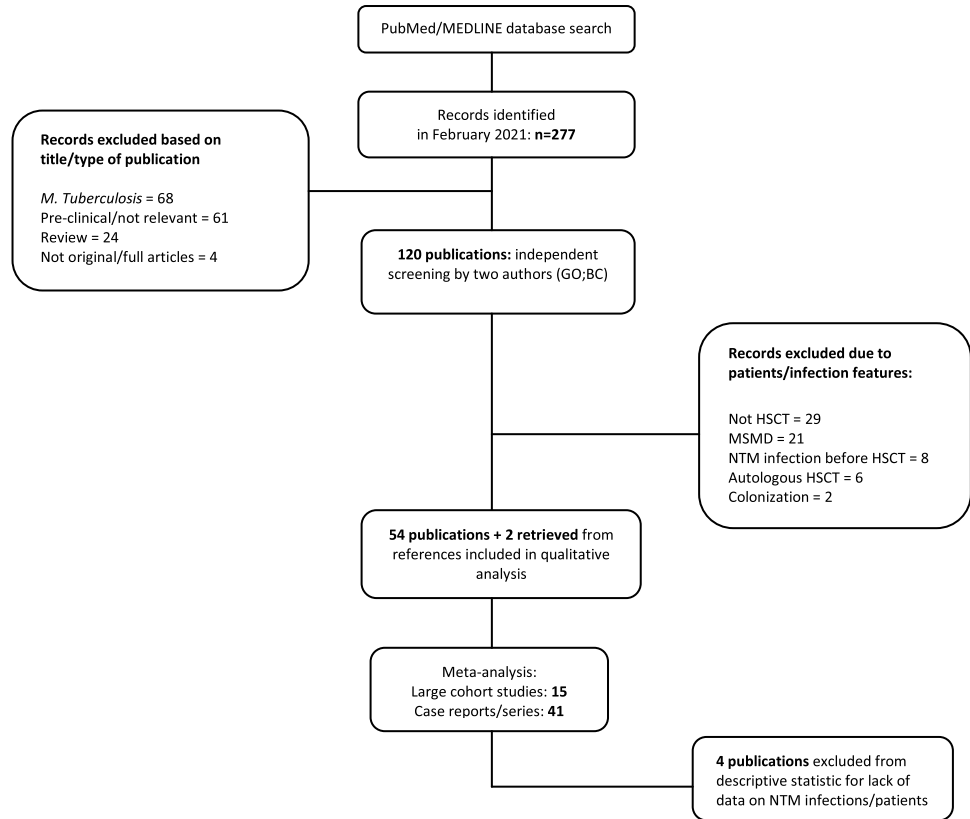 PubMed/MEDLINE database search
Records identified
in February 2021: n=277
Records excluded based on
title/type of publication
M. Tuberculosis = 68
Pre-clinical/not relevant = 61
Review = 24
Not original/full articles = 4
120 publications: independent
screening by two authors (GO;BC)
Records excluded due to
patients/infection features:
Not HSCT = 29
MSMD = 21
NTM infection before HSCT = 8
Autologous HSCT = 6
Colonization = 2
54 publications + 2 retrieved from
references included in qualitative
analysis
Meta-analysis:
Large cohort studies: 15
Case reports/series: 41
4 publications excluded from
descriptive statistic for lack of
data on NTM infections/patients